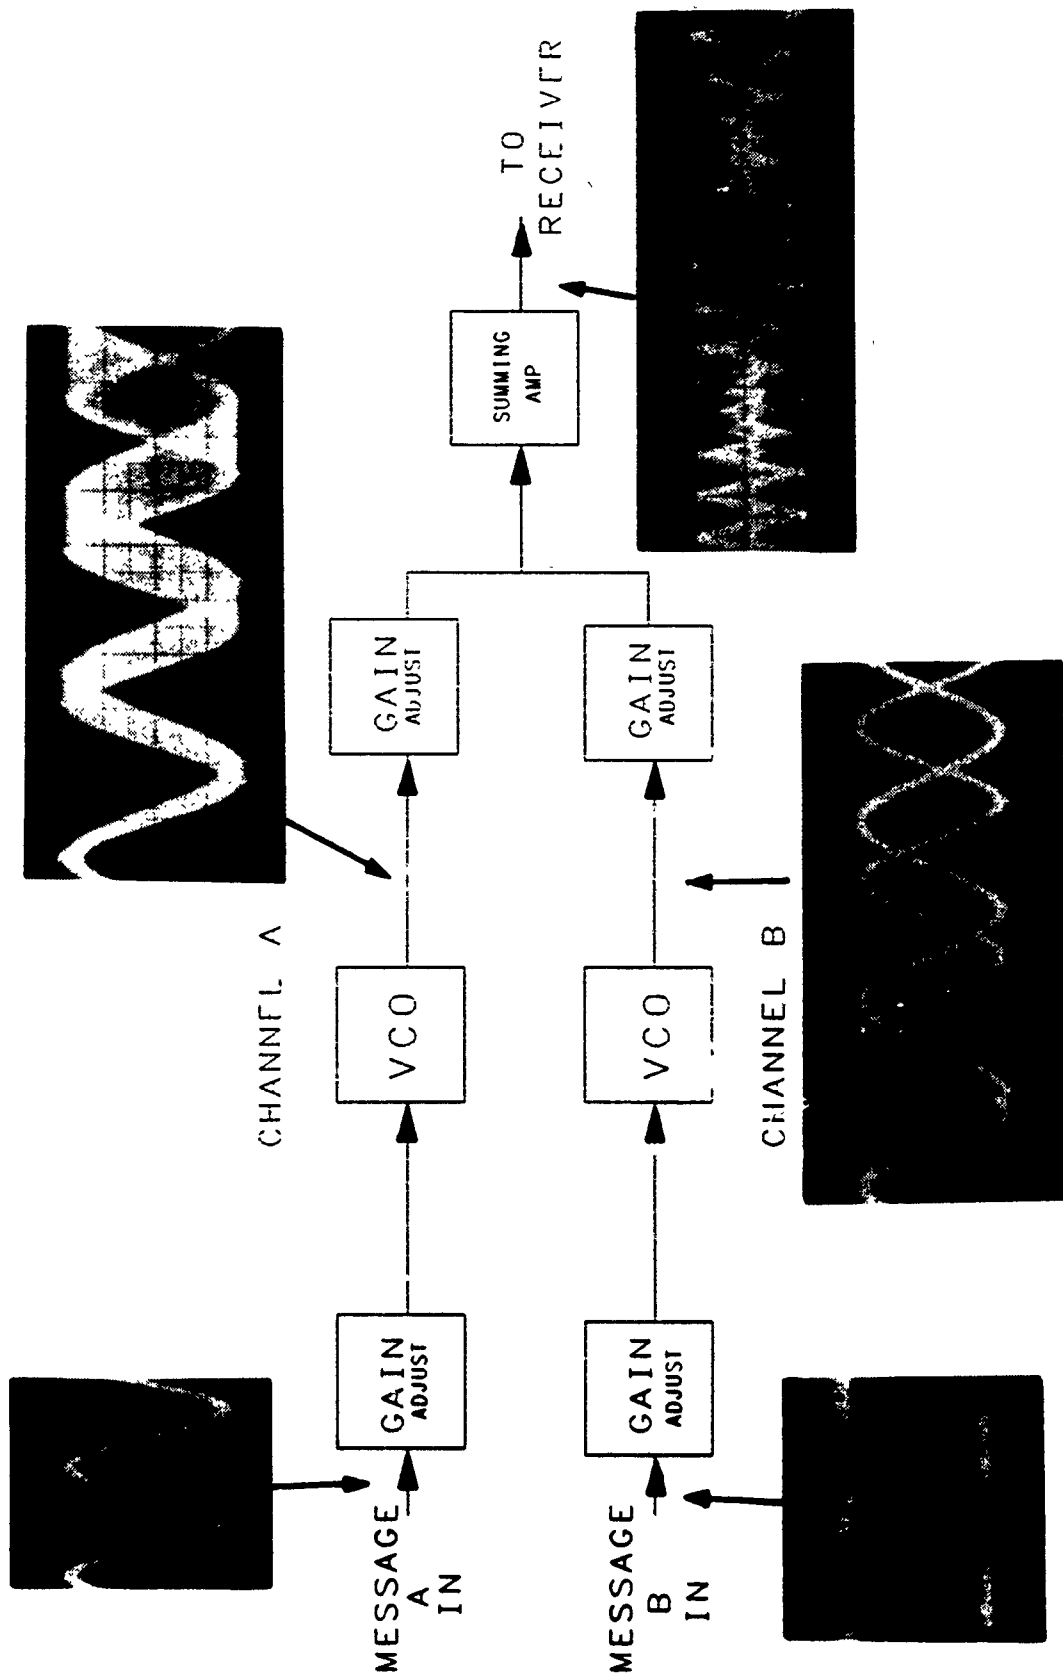 CHANNEL A
MESSAGE
A
IN
GAIN
ADJUST
VCO
GAIN
ADJUST
SUMMING
AMP
TO
RECEIVER
MESSAGE
B
IN
GAIN
ADJUST
VCO
GAIN
ADJUST
CHANNEL B